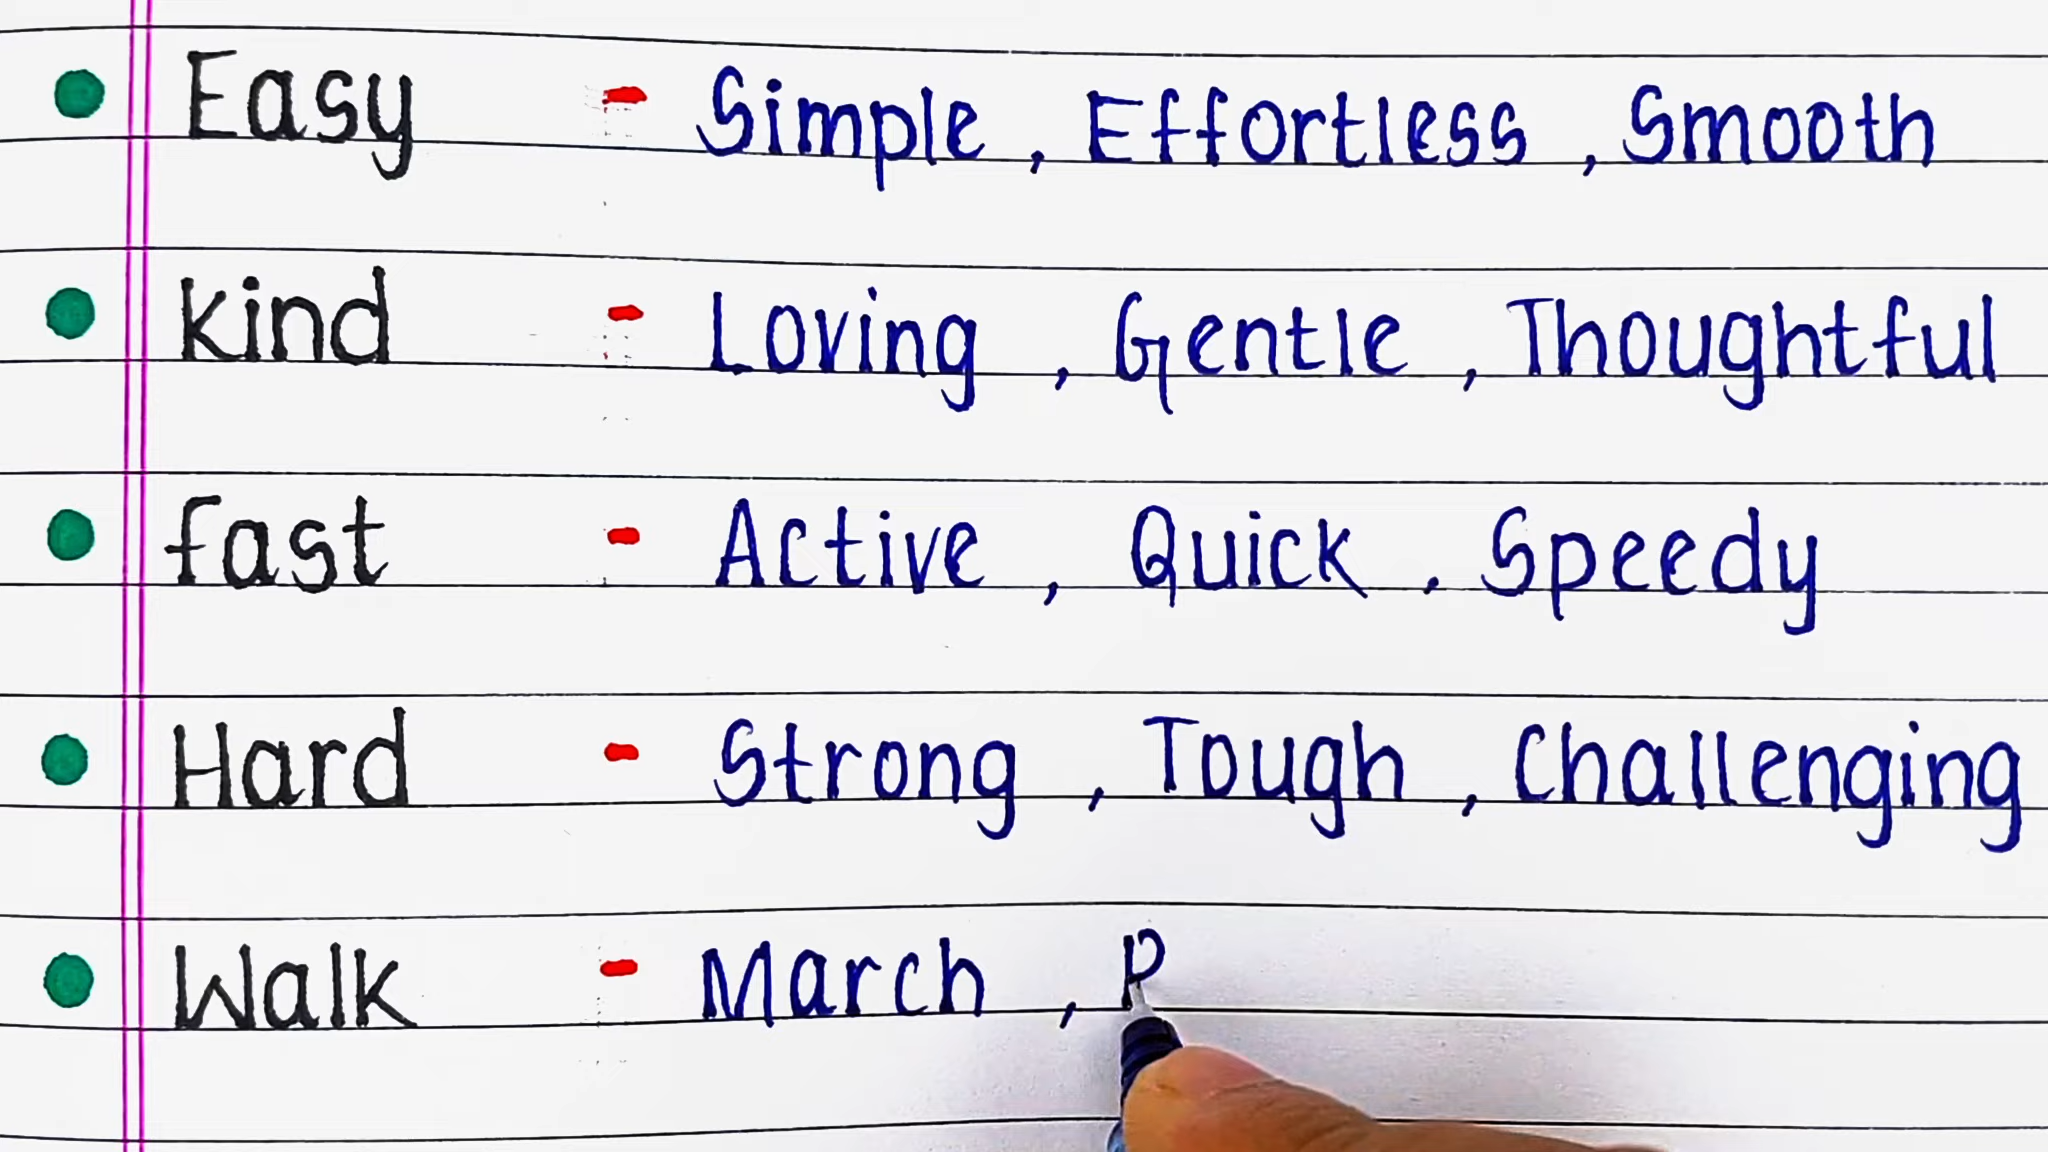 Easy - Simple, Effortless, Smooth
kind - Loving, Gentle, Thoughtful
fast - Active, Quick, Speedy
Hard - Strong, Tough, Challenging
Walk - March, P